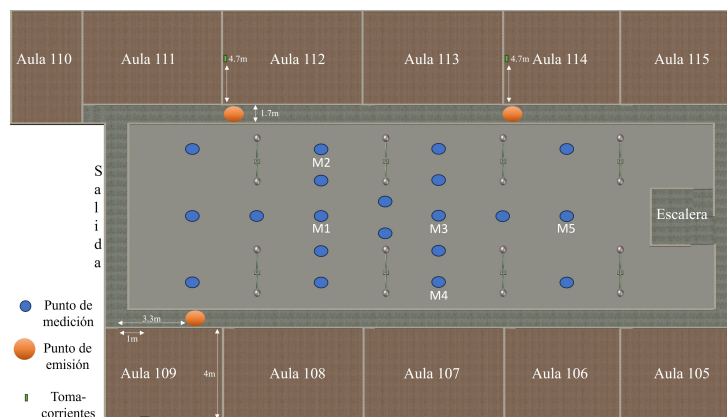 Aula 110
Aula 111
Aula 112
Aula 113
Aula 114
Aula 115
4.7m
4.7m
1.7m
Salida
M2
M1
M3
M5
M4
Escalera
Punto de
medición
Punto de
emisión
Toma-
corrientes
3.3m
1m
4m
Aula 109
Aula 108
Aula 107
Aula 106
Aula 105